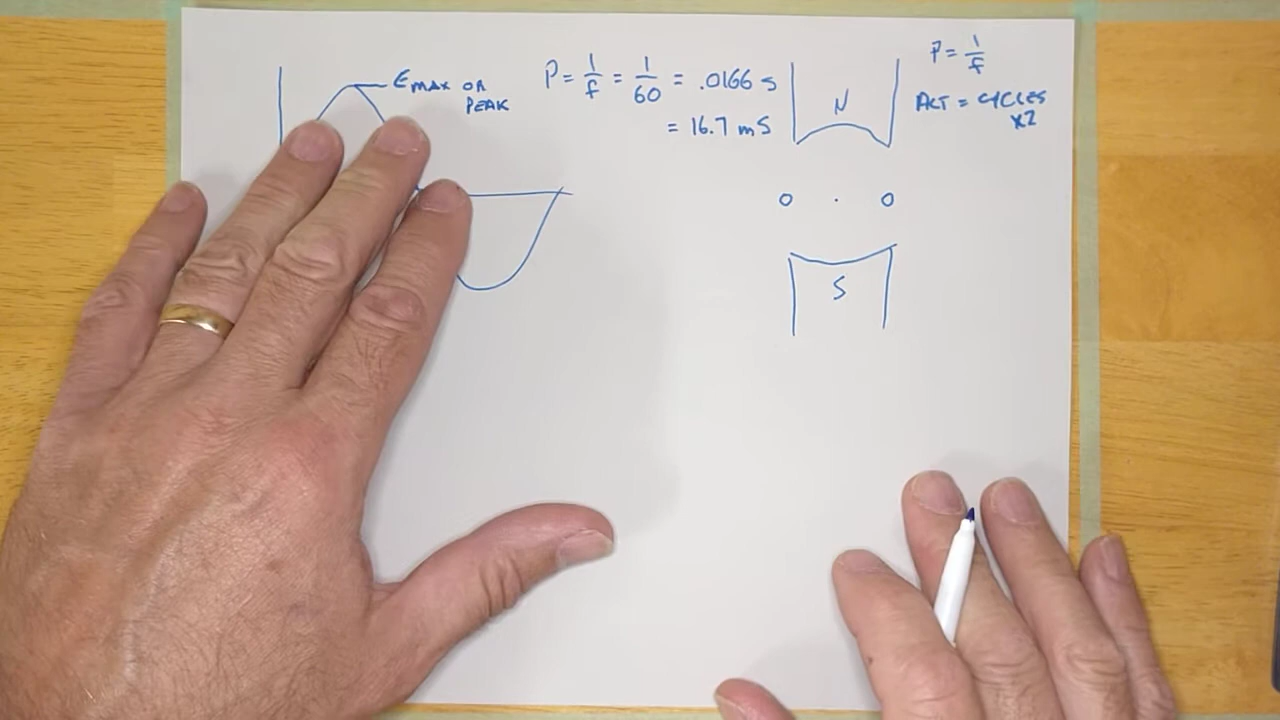 EMAX OR
PEAK
P = 1/f = 1/60 = .0166 s
= 16.7 mS
N
S
P = 1/f
ALT = CYCLES
X2